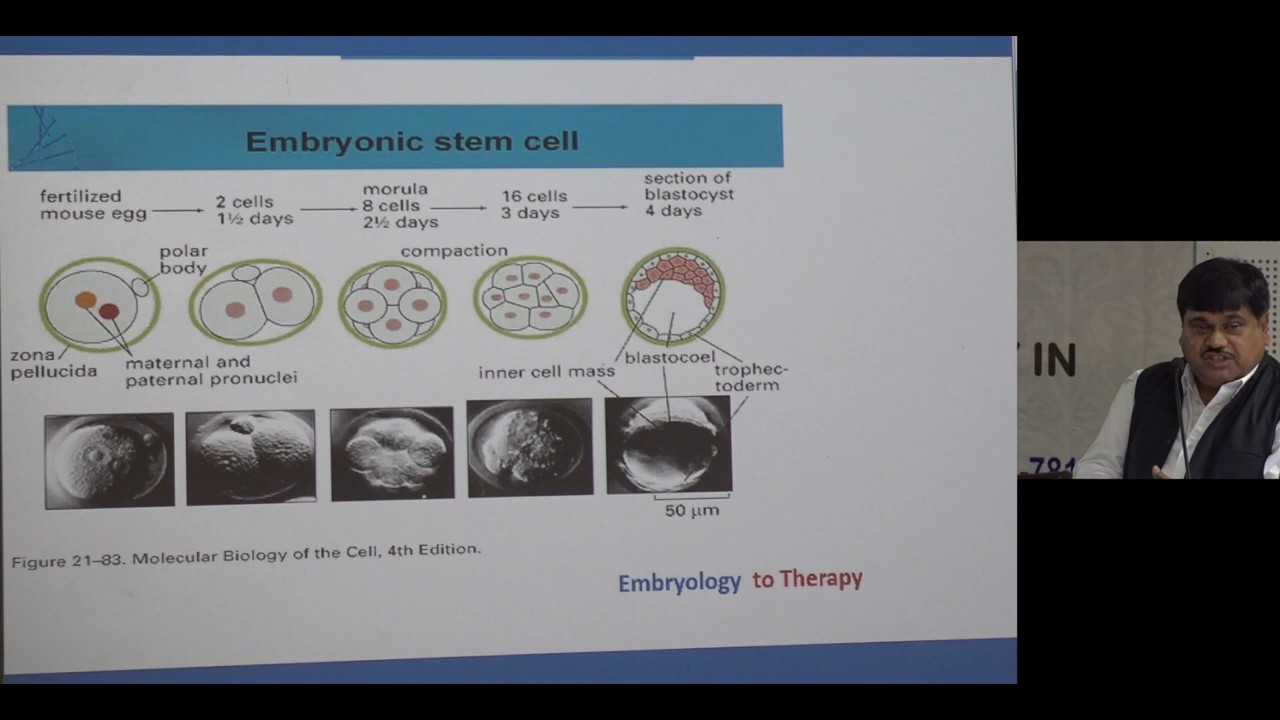 Embryonic stem cell
fertilized
mouse egg
2 cells
1½ days
morula
8 cells
2½ days
16 cells
3 days
section of
blastocyst
4 days
polar
body
compaction
zona
pellucida
maternal and
paternal pronuclei
inner cell mass
blastocoel
trophec-
toderm
50 µm
Figure 21–83. Molecular Biology of the Cell, 4th Edition.
Embryology to Therapy
IN
-781